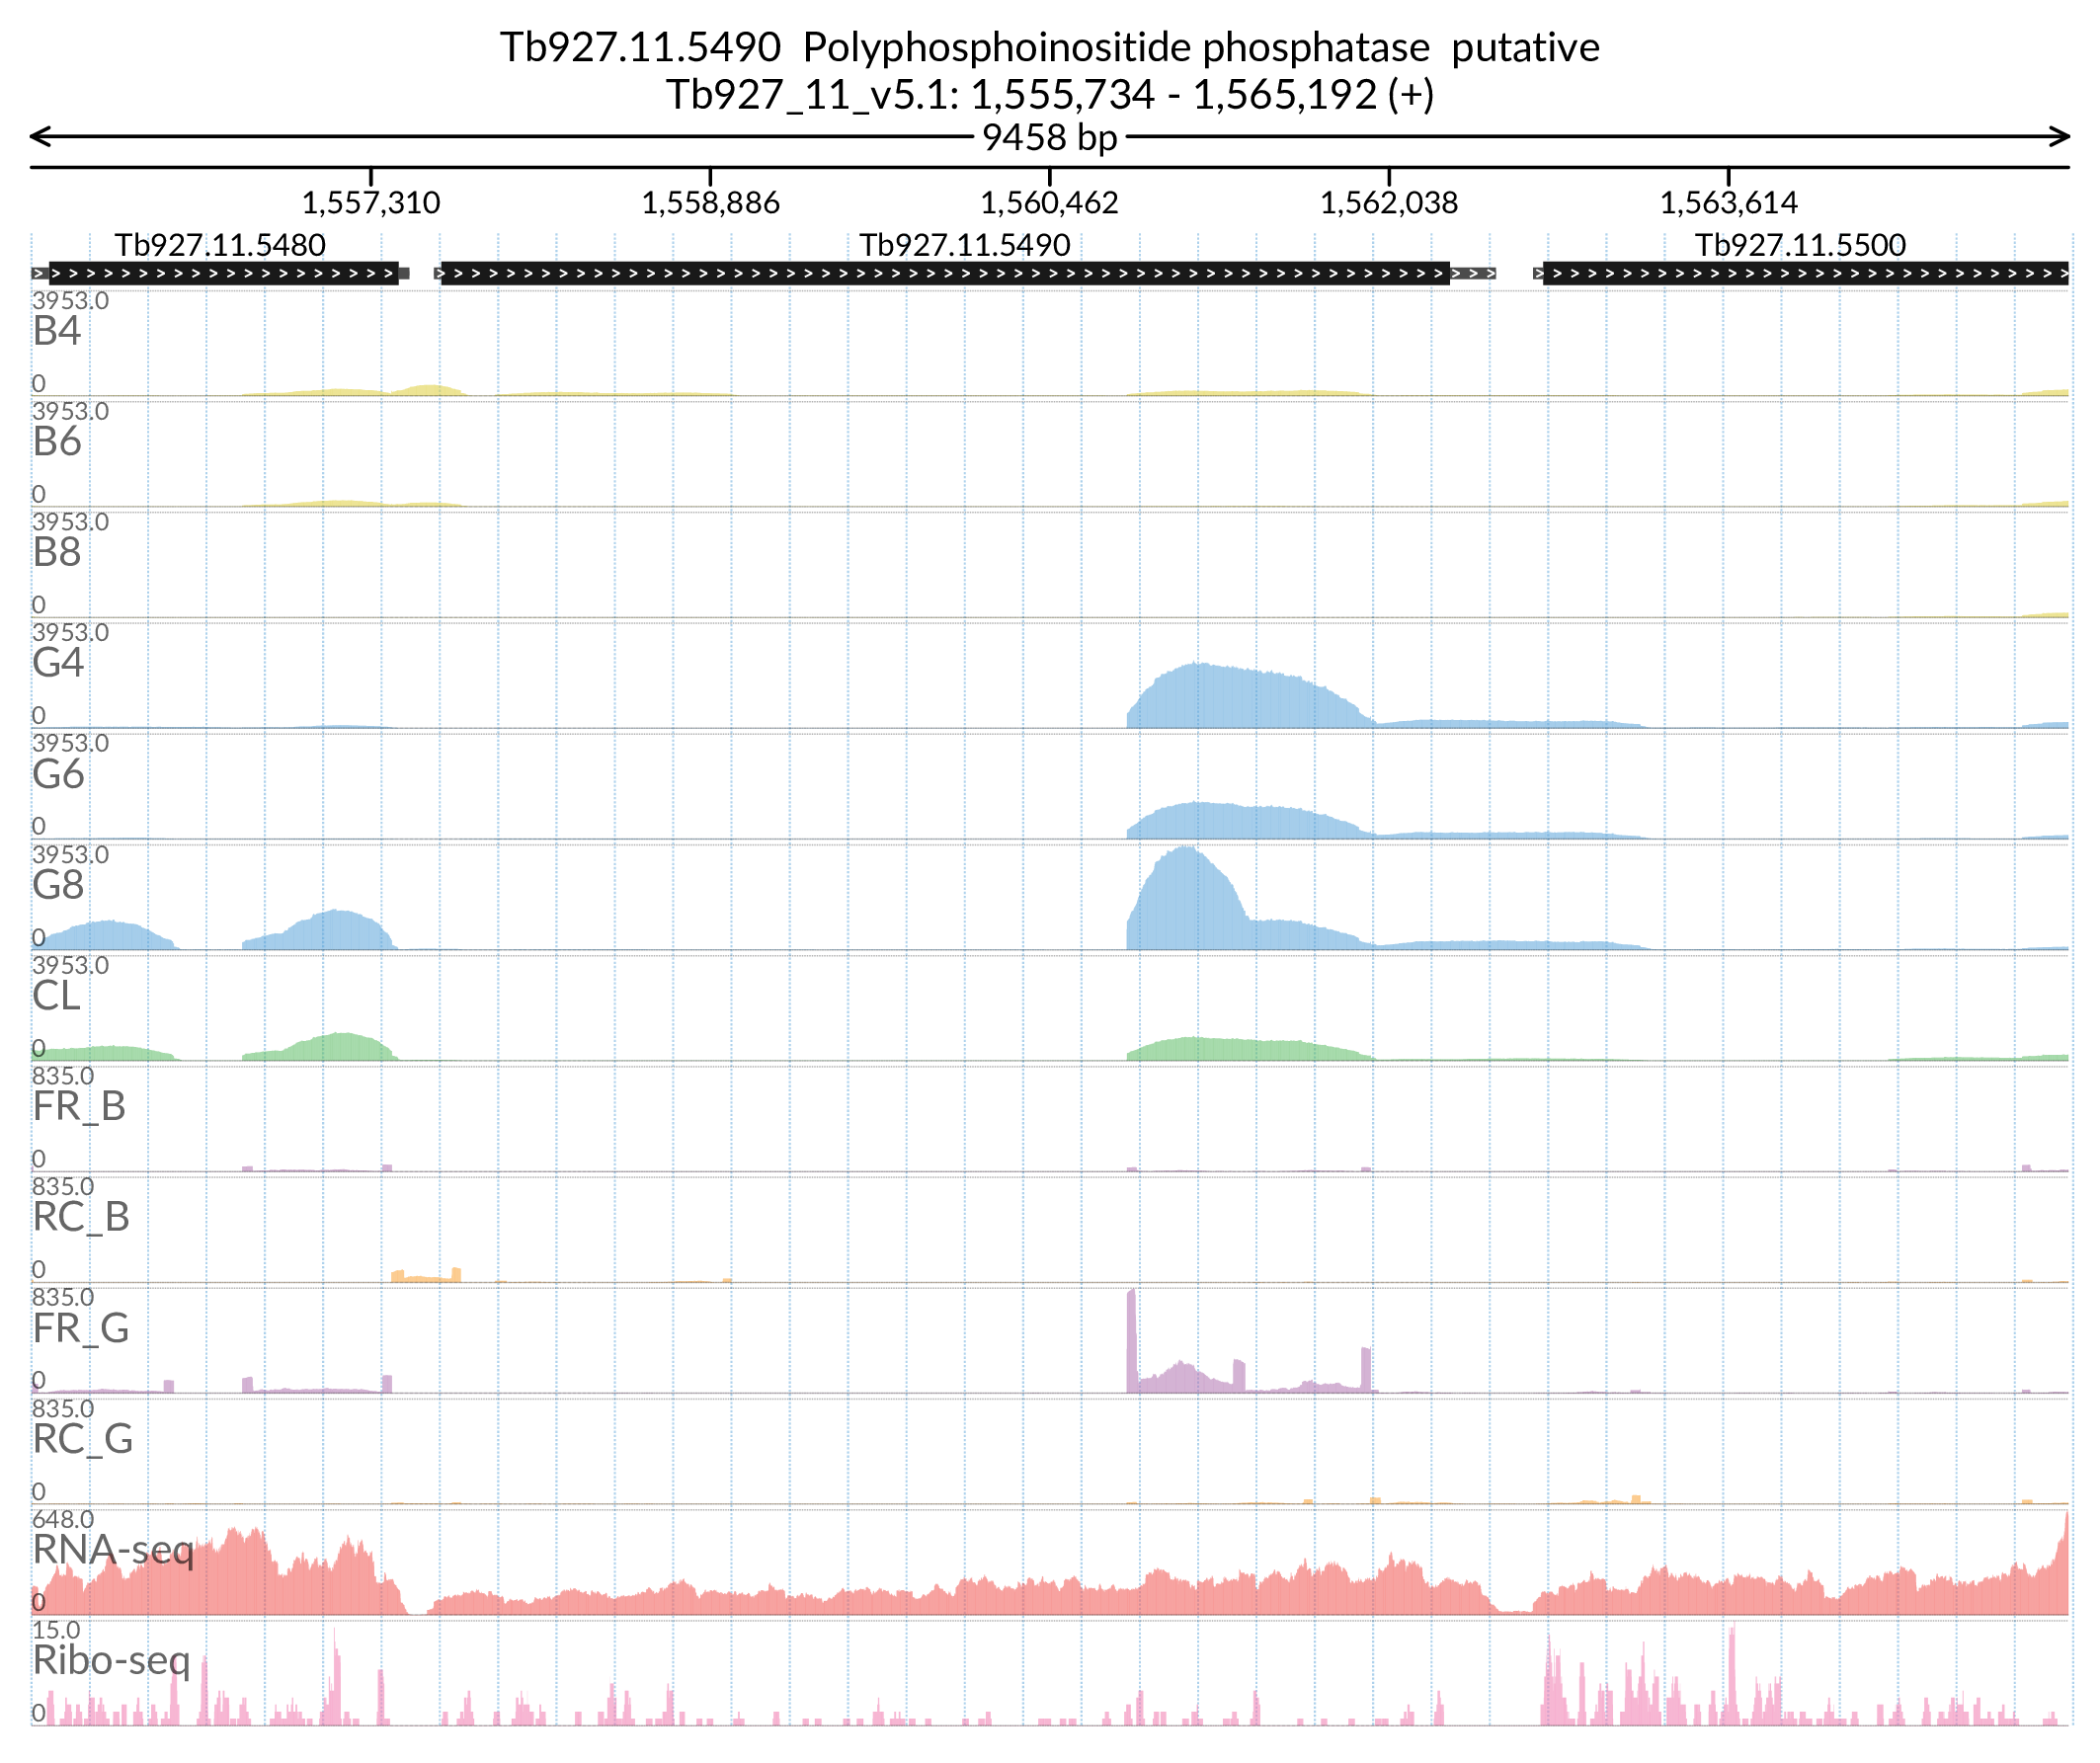 Tb927.11.5490 Polyphosphoinositide phosphatase putative
Tb927_11_v5.1: 1,555,734 - 1,565,192 (+)
9458 bp
1,557,310 1,558,886 1,560,462 1,562,038 1,563,614
Tb927.11.5480 Tb927.11.5490 Tb927.11.5500
3953.0
B4
0
3953.0
B6
0
3953.0
B8
0
3953.0
G4
0
3953.0
G6
0
3953.0
G8
0
3953.0
CL
0
835.0
FR_B
0
835.0
RC_B
0
835.0
FR_G
0
835.0
RC_G
0
648.0
RNA-seq
0
15.0
Ribo-seq
0